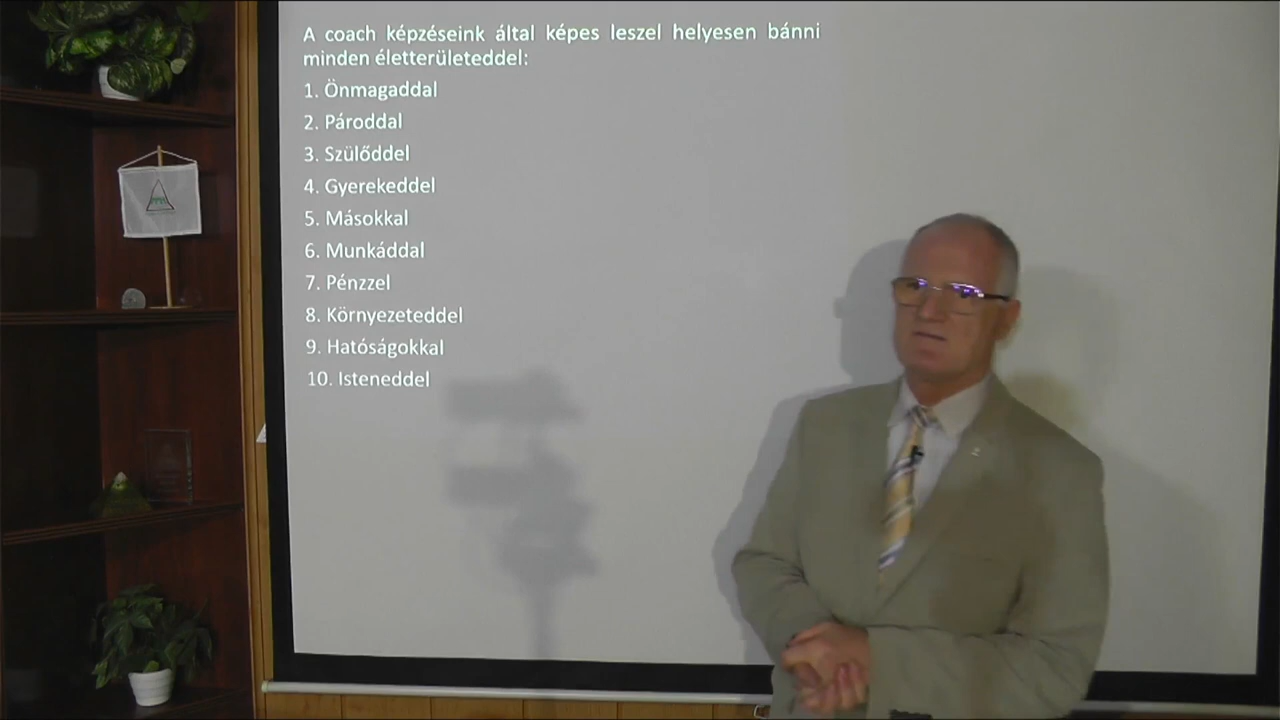 A coach képzéseink által képes leszel helyesen bánni
minden életterületeddel:
1. Önmagaddal
2. Pároddal
3. Szülőddel
4. Gyerekeddel
5. Másokkal
6. Munkáddal
7. Pénzzel
8. Környezeteddel
9. Hatóságokkal
10. Isteneddel